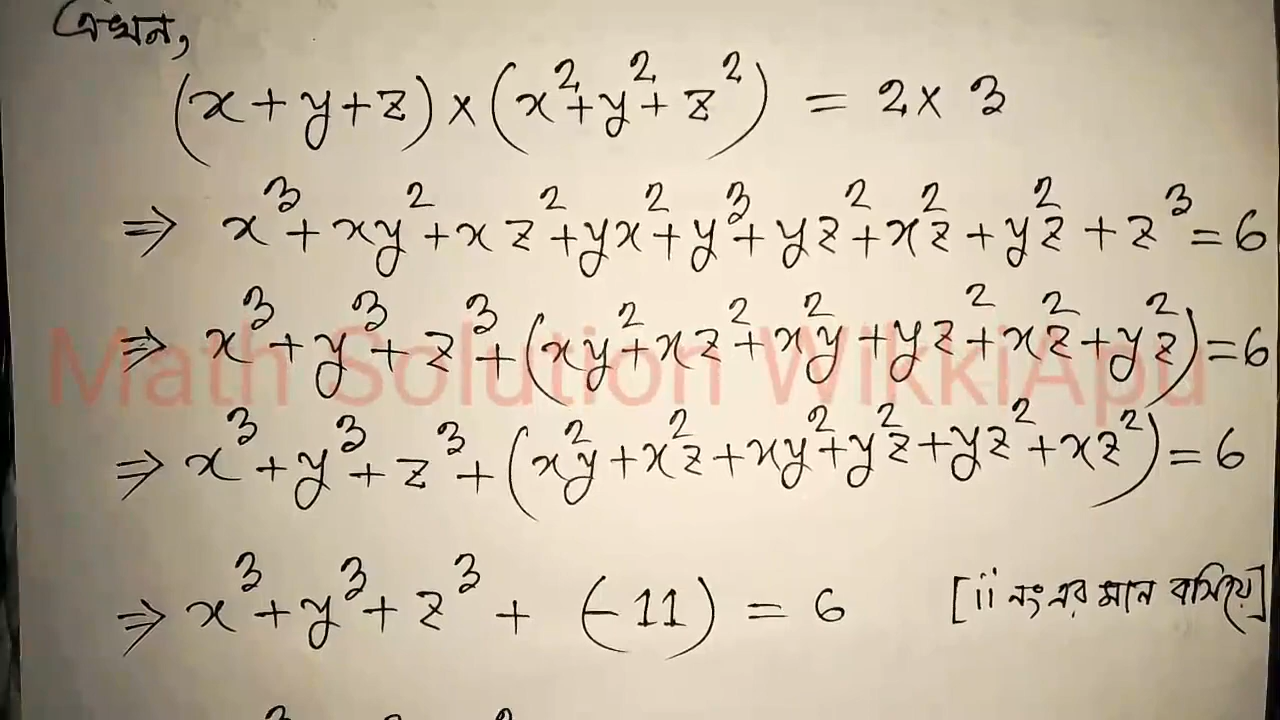 এখন,
(x+y+z)×(x²+y²+z²) = 2×3
⇒ x³+xy²+xz²+yx²+y³+yz²+x²z+y²z+z³=6
⇒ x³+y³+z³+(xy²+xz²+x²y+yz²+x²z+y²z)=6
Math Solution WikkiApu
⇒ x³+y³+z³+(x²y+x²z+xy²+y²z+yz²+xz²)=6
⇒ x³+y³+z³+(-11)=6 [ii নং এর মান বসিয়ে]